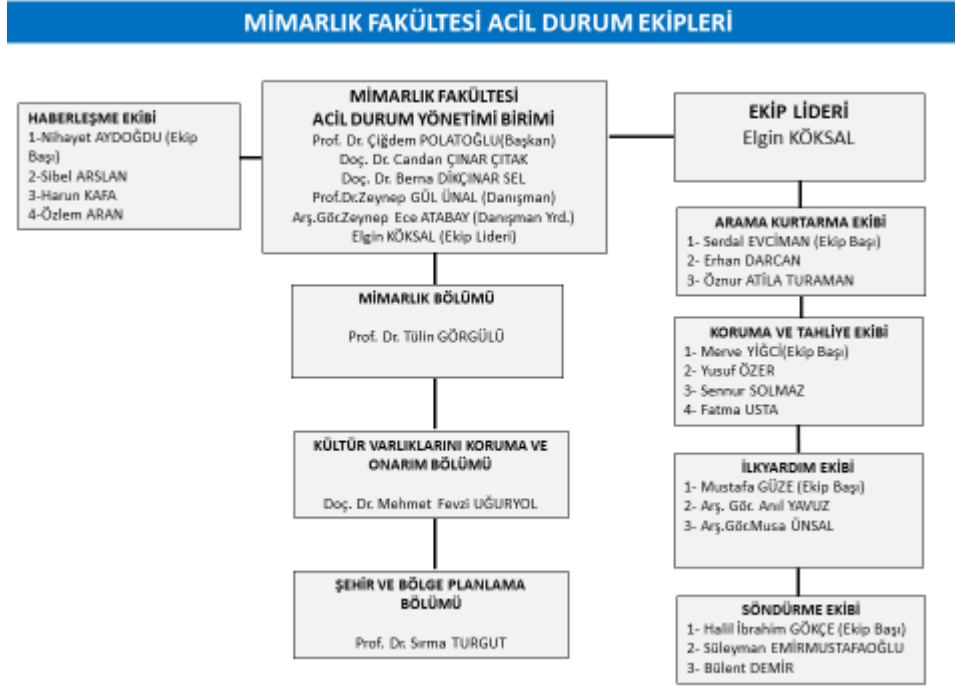 MİMARLIK FAKÜLTESİ ACİL DURUM EKİPLERİ
HABERLEŞME EKİBİ
1-Nihayet AYDOĞDU (Ekip
Başı)
2-Sibel ARSLAN
3-Harun KAFA
4-Özlem ARAN
MİMARLIK FAKÜLTESİ
ACİL DURUM YÖNETİMİ BİRİMİ
Prof. Dr. Çiğdem POLATOĞLU(Başkan)
Doç. Dr. Candan ÇINAR ÇITAK
Doç. Dr. Berna DİKÇINAR SEL
Prof.Dr.Zeynep GÜL ÜNAL (Danışman)
Arş.Gör.Zeynep Ece ATABAY (Danışman Yrd.)
Elgin KÖKSAL (Ekip Lideri)
MİMARLIK BÖLÜMÜ
Prof. Dr. Tülin GÖRGÜLÜ
KÜLTÜR VARLIKLARINI KORUMA VE
ONARIM BÖLÜMÜ
Doç. Dr. Mehmet Fevzi UĞURYOL
ŞEHİR VE BÖLGE PLANLAMA
BÖLÜMÜ
Prof. Dr. Sırma TURGUT
EKİP LİDERİ
Elgin KÖKSAL
ARAMA KURTARMA EKİBİ
1- Serdal EVCİMAN (Ekip Başı)
2- Erhan DARCAN
3- Öznur ATİLA TURAMAN
KORUMA VE TAHLİYE EKİBİ
1- Merve YİĞCİ(Ekip Başı)
2- Yusuf ÖZER
3- Sennur SOLMAZ
4- Fatma USTA
İLKYARDIM EKİBİ
1- Mustafa GÜZE (Ekip Başı)
2- Arş. Gör. Anıl YAVUZ
3- Arş.Gör.Musa ÜNSAL
SÖNDÜRME EKİBİ
1- Halil İbrahim GÖKÇE (Ekip Başı)
2- Süleyman EMİRMUSTAFAOĞLU
3- Bülent DEMİR